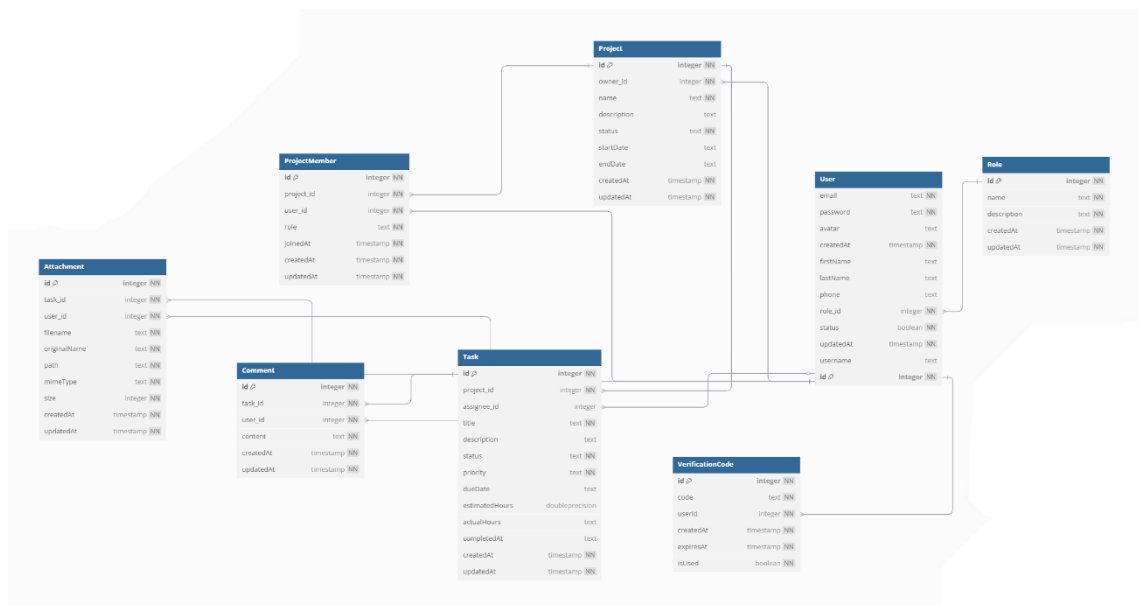 Project
id integer NN
owner_id integer NN
name text NN
description text
status text NN
startDate text
endDate text
createdAt timestamp NN
updatedAt timestamp NN
ProjectMember
id integer NN
project_id integer NN
user_id integer NN
role text NN
joinedAt timestamp NN
createdAt timestamp NN
updatedAt timestamp NN
Role
id integer NN
name text NN
description text NN
createdAt timestamp NN
updatedAt timestamp NN
User
email text NN
password text NN
avatar text
createdAt timestamp NN
firstName text
lastName text
phone text
role_id integer NN
status boolean NN
updatedAt timestamp NN
username text
id integer NN
Attachment
id integer NN
task_id integer NN
user_id integer NN
filename text NN
originalName text NN
path text NN
mimeType text NN
size integer NN
createdAt timestamp NN
updatedAt timestamp NN
Comment
id integer NN
task_id integer NN
user_id integer NN
content text NN
createdAt timestamp NN
updatedAt timestamp NN
Task
id integer NN
project_id integer NN
assignee_id integer
title text NN
description text
status text NN
priority text NN
dueDate text
estimatedHours doubleprecision
actualHours text
completedAt text
createdAt timestamp NN
updatedAt timestamp NN
VerificationCode
id integer NN
code text NN
userId integer NN
createdAt timestamp NN
expiresAt timestamp NN
isUsed boolean NN